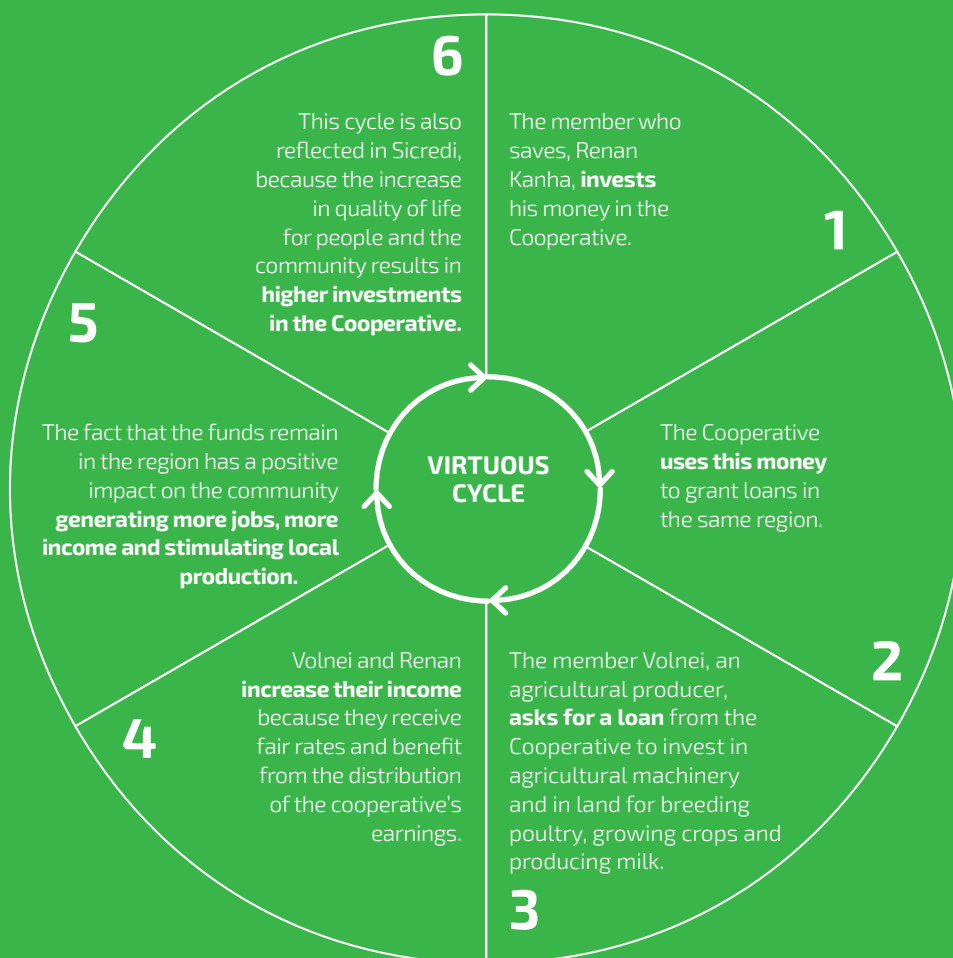 1
The member who
saves, Renan
Kanha, invests
his money in the
Cooperative.
2
The Cooperative
uses this money
to grant loans in
the same region.
3
The member Volnei, an
agricultural producer,
asks for a loan from the
Cooperative to invest in
agricultural machinery
and in land for breeding
poultry, growing crops and
producing milk.
4
Volnei and Renan
increase their income
because they receive
fair rates and benefit
from the distribution
of the cooperative's
earnings.
5
The fact that the funds remain
in the region has a positive
impact on the community
generating more jobs, more
income and stimulating local
production.
6
This cycle is also
reflected in Sicredi,
because the increase
in quality of life
for people and the
community results in
higher investments
in the Cooperative.
VIRTUOUS
CYCLE